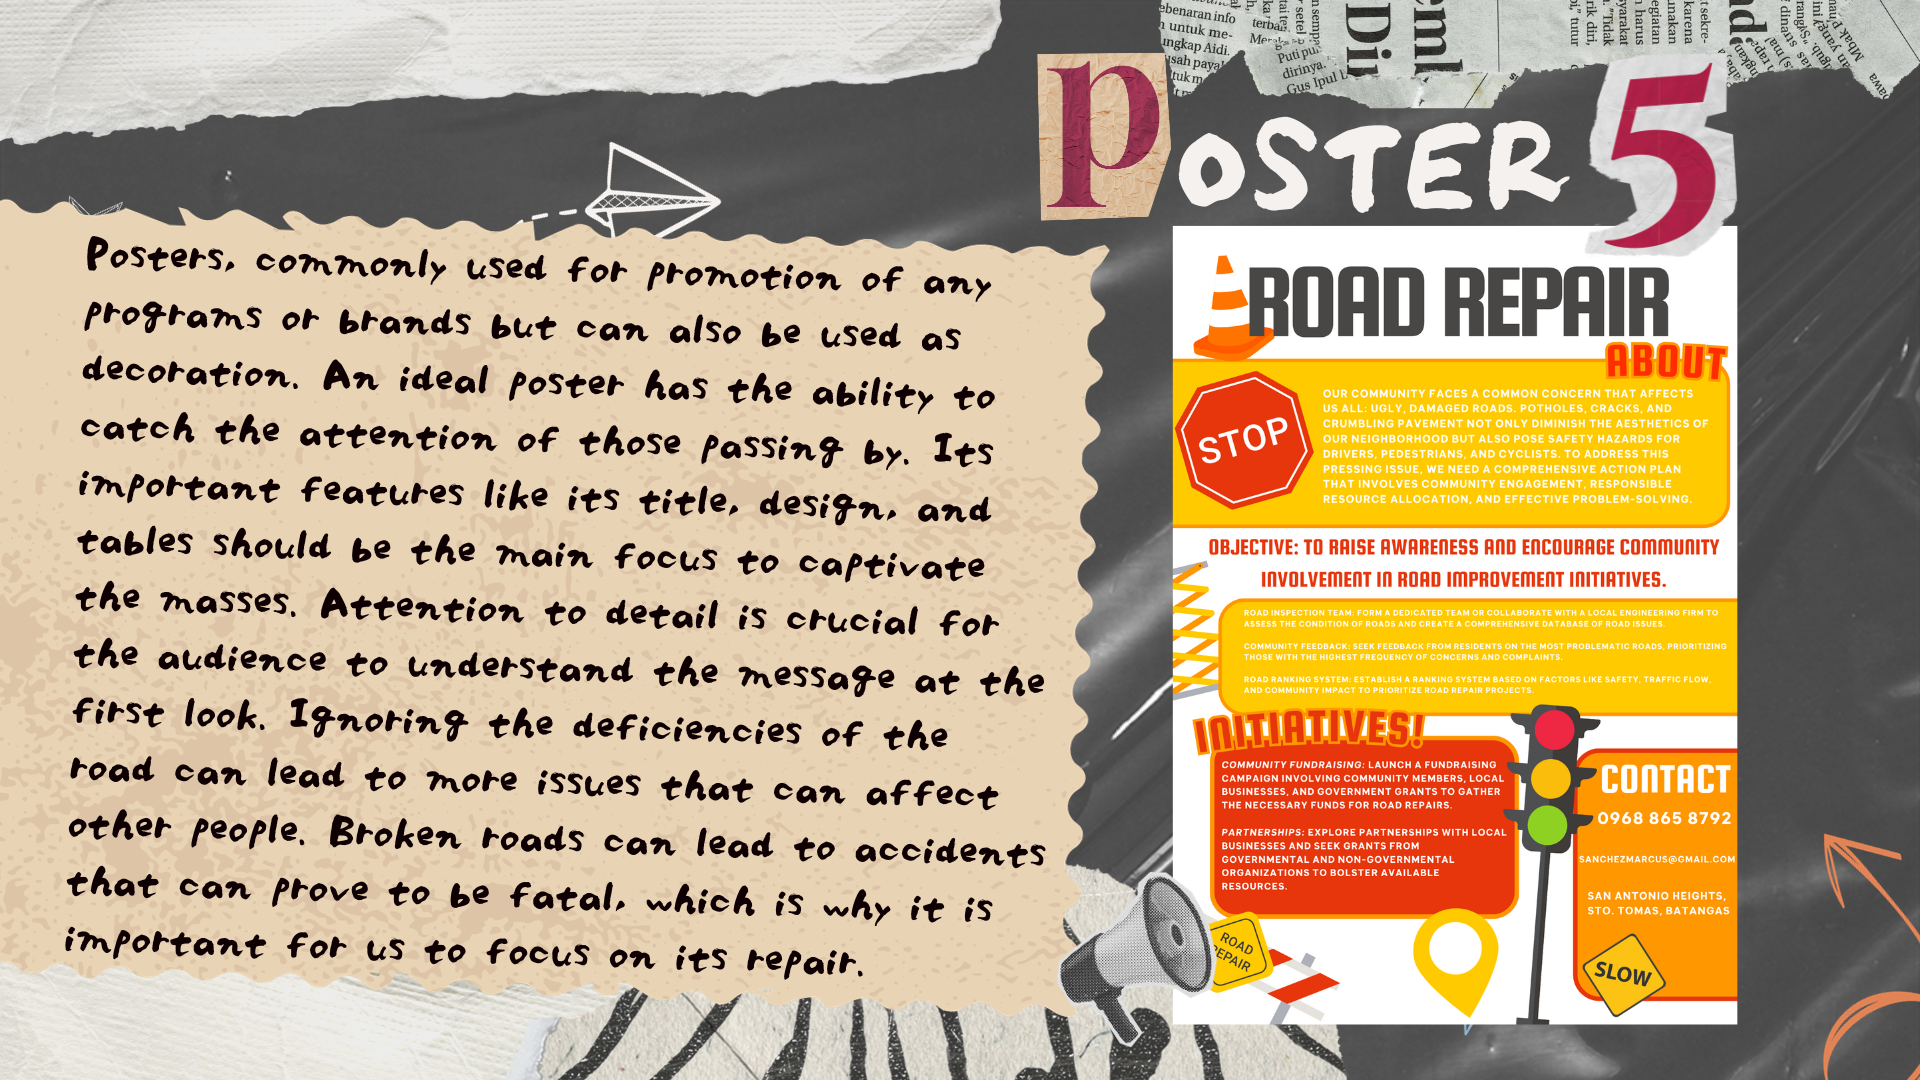 POSTER 5
Posters, commonly used for promotion of any
programs or brands but can also be used as
decoration. An ideal poster has the ability to
catch the attention of those passing by. Its
important features like its title, design, and
tables should be the main focus to captivate
the masses. Attention to detail is crucial for
the audience to understand the message at the
first look. Ignoring the deficiencies of the
road can lead to more issues that can affect
other people. Broken roads can lead to accidents
that can prove to be fatal, which is why it is
important for us to focus on its repair.
ROAD REPAIR
ABOUT
STOP
OUR COMMUNITY FACES A COMMON CONCERN THAT AFFECTS
US ALL: UGLY, DAMAGED ROADS. POTHOLES, CRACKS, AND
CRUMBLING PAVEMENT NOT ONLY DIMINISH THE AESTHETICS OF
OUR NEIGHBORHOOD BUT ALSO POSE SAFETY HAZARDS FOR
DRIVERS, PEDESTRIANS, AND CYCLISTS. TO ADDRESS THIS
PRESSING ISSUE, WE NEED A COMPREHENSIVE ACTION PLAN
THAT INVOLVES COMMUNITY ENGAGEMENT, RESPONSIBLE
RESOURCE ALLOCATION, AND EFFECTIVE PROBLEM-SOLVING.
OBJECTIVE: TO RAISE AWARENESS AND ENCOURAGE COMMUNITY
INVOLVEMENT IN ROAD IMPROVEMENT INITIATIVES.
ROAD INSPECTION TEAM: FORM A DEDICATED TEAM OR COLLABORATE WITH A LOCAL ENGINEERING FIRM TO
ASSESS THE CONDITION OF ROADS AND CREATE A COMPREHENSIVE DATABASE OF ROAD ISSUES.
COMMUNITY FEEDBACK: SEEK FEEDBACK FROM RESIDENTS ON THE MOST PROBLEMATIC ROADS, PRIORITIZING
THOSE WITH THE HIGHEST FREQUENCY OF CONCERNS AND COMPLAINTS.
ROAD RANKING SYSTEM: ESTABLISH A RANKING SYSTEM BASED ON FACTORS LIKE SAFETY, TRAFFIC FLOW,
AND COMMUNITY IMPACT TO PRIORITIZE ROAD REPAIR PROJECTS.
INITIATIVES!
COMMUNITY FUNDRAISING: LAUNCH A FUNDRAISING
CAMPAIGN INVOLVING COMMUNITY MEMBERS, LOCAL
BUSINESSES, AND GOVERNMENT GRANTS TO GATHER
THE NECESSARY FUNDS FOR ROAD REPAIRS.
PARTNERSHIPS: EXPLORE PARTNERSHIPS WITH LOCAL
BUSINESSES AND SEEK GRANTS FROM
GOVERNMENTAL AND NON-GOVERNMENTAL
ORGANIZATIONS TO BOLSTER AVAILABLE
RESOURCES.
CONTACT
0968 865 8792
SANCHEZMARCUS@GMAIL.COM
SAN ANTONIO HEIGHTS,
STO. TOMAS, BATANGAS
ROAD
REPAIR
SLOW